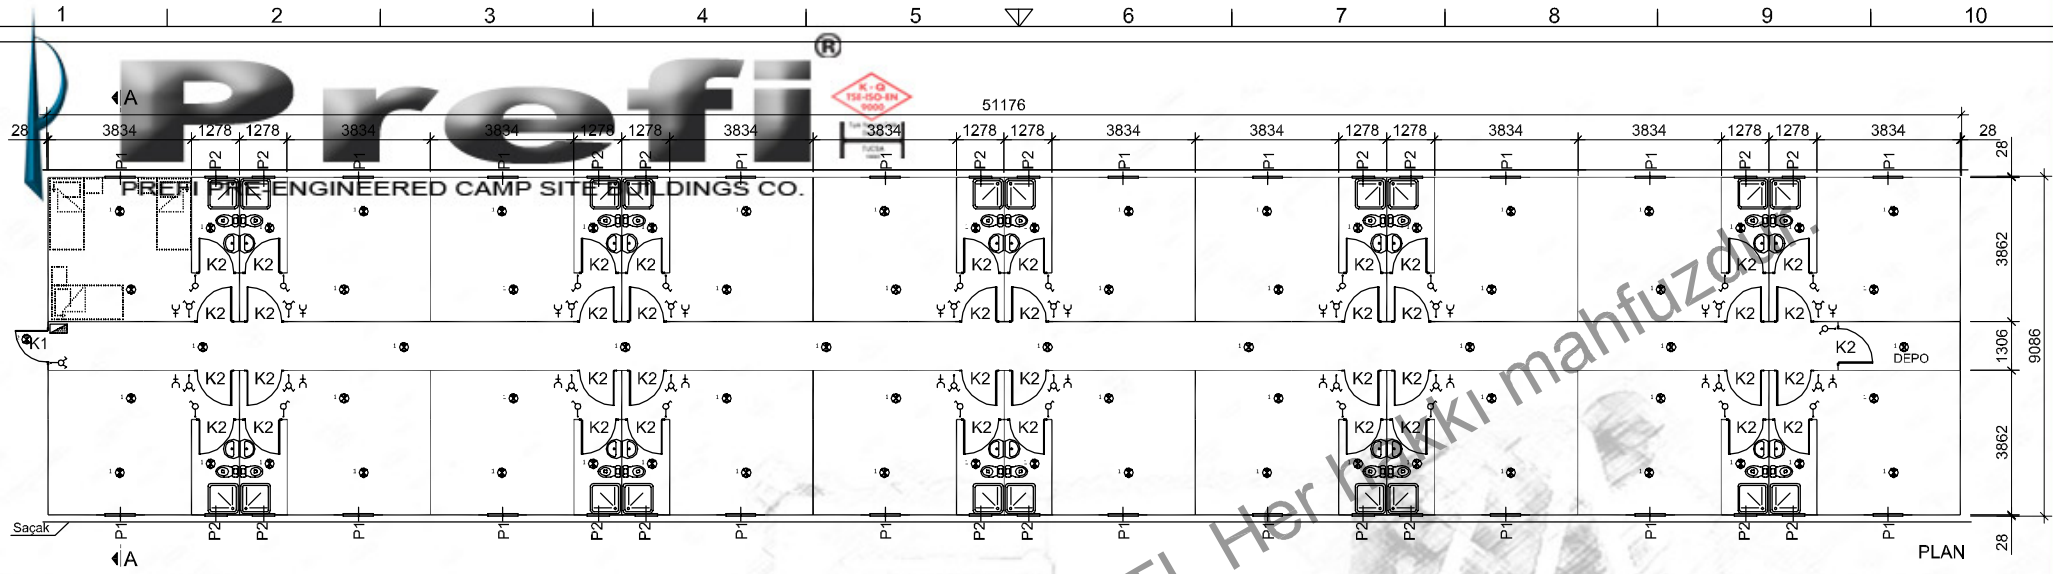 1 2 3 4 5 6 7 8 9 10
Prefi®
PREFI PRE-ENGINEERED CAMP SITE BUILDINGS CO.
K - Q
TSE-ISO-EN
9000
A
51176
28 3834 1278 1278 3834 3834 1278 1278 3834 3834 1278 1278 3834 3834 1278 1278 3834 3834 1278 1278 3834 28
P1 P2 P2 P1 P1 P2 P2 P1 P1 P2 P2 P1 P1 P2 P2 P1 P1 P2 P2 P1
28
3862
1306
9086
3862
28
K2 K2 K2 K2 K2 K2 K2 K2 K2 K2
K2 K2 K2 K2 K2 K2 K2 K2 K2 K2
K1 K2 DEPO
K2 K2 K2 K2 K2 K2 K2 K2 K2 K2
K2 K2 K2 K2 K2 K2 K2 K2 K2 K2
Saçak
P1 P2 P2 P1 P1 P2 P2 P1 P1 P2 P2 P1 P1 P2 P2 P1 P1 P2 P2 P1
A
PLAN
Her hakkı mahfuzdur.